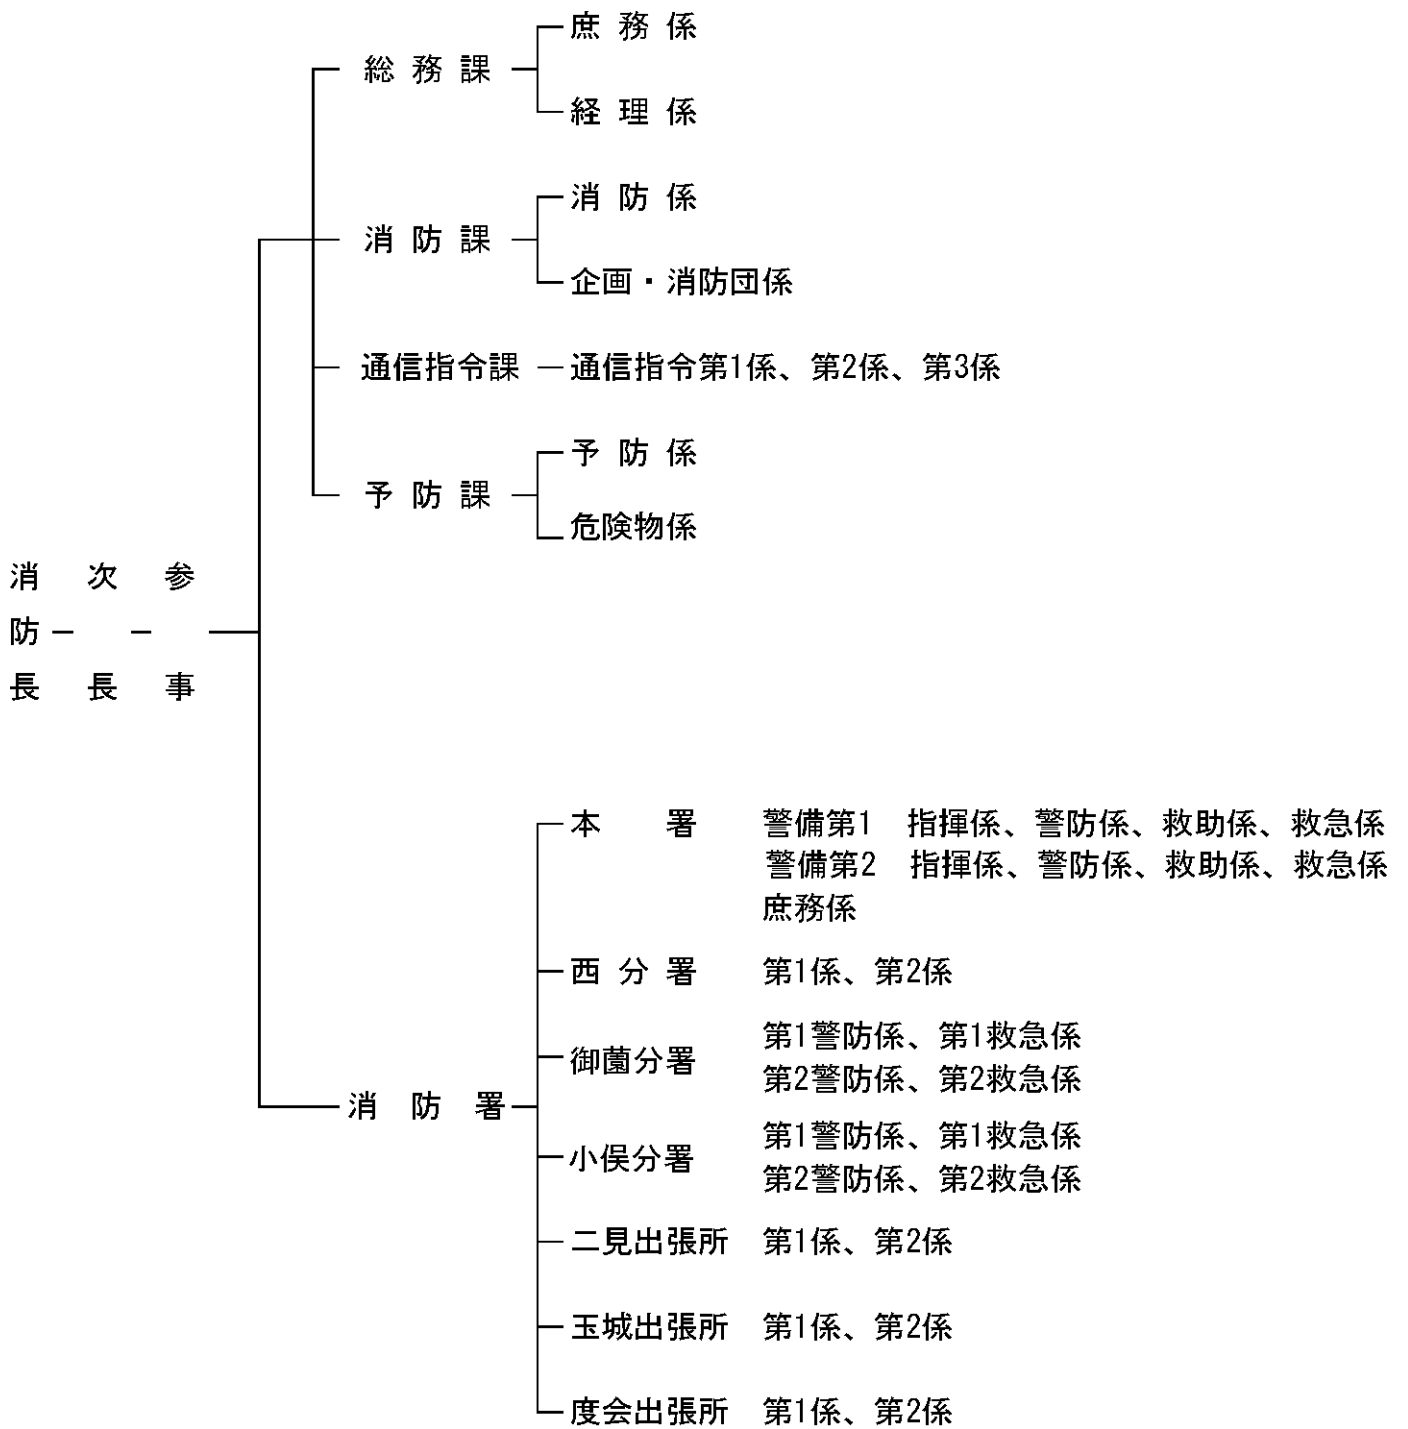 庶務係
総務課
経理係
消防係
消防課
企画・消防団係
通信指令課 通信指令第1係、第2係、第3係
予防係
予防課
危険物係
消防長 次長 参事
本署 警備第1 指揮係、警防係、救助係、救急係
警備第2 指揮係、警防係、救助係、救急係
庶務係
西分署 第1係、第2係
第1警防係、第1救急係
御薗分署
第2警防係、第2救急係
消防署
第1警防係、第1救急係
小俣分署
第2警防係、第2救急係
二見出張所 第1係、第2係
玉城出張所 第1係、第2係
度会出張所 第1係、第2係